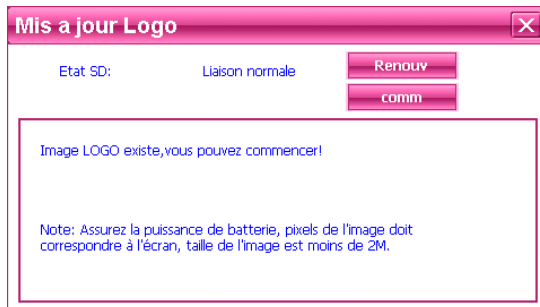 Mis a jour Logo
Etat SD: Liaison normale Renouv
comm
Image LOGO existe,vous pouvez commencer!
Note: Assurez la puissance de batterie, pixels de l'image doit
correspondre à l'écran, taille de l'image est moins de 2M.